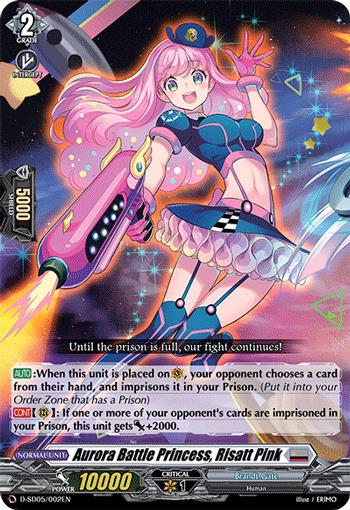 2
GRADE
INTERCEPT
5000
SHIELD
Until the prison is full, our fight continues!
AUTO:When this unit is placed on , your opponent chooses a card
from their hand, and imprisons it in your Prison. (Put it into your
Order Zone that has a Prison)
CONT【 】: If one or more of your opponent's cards are imprisoned
in your Prison, this unit gets +2000.
NORMAL UNIT
Aurora Battle Princess, Risatt Pink
POWER 10000
CRITICAL
1
Brandt Gate
Human
D-SD05/002EN
illust / ERIMO